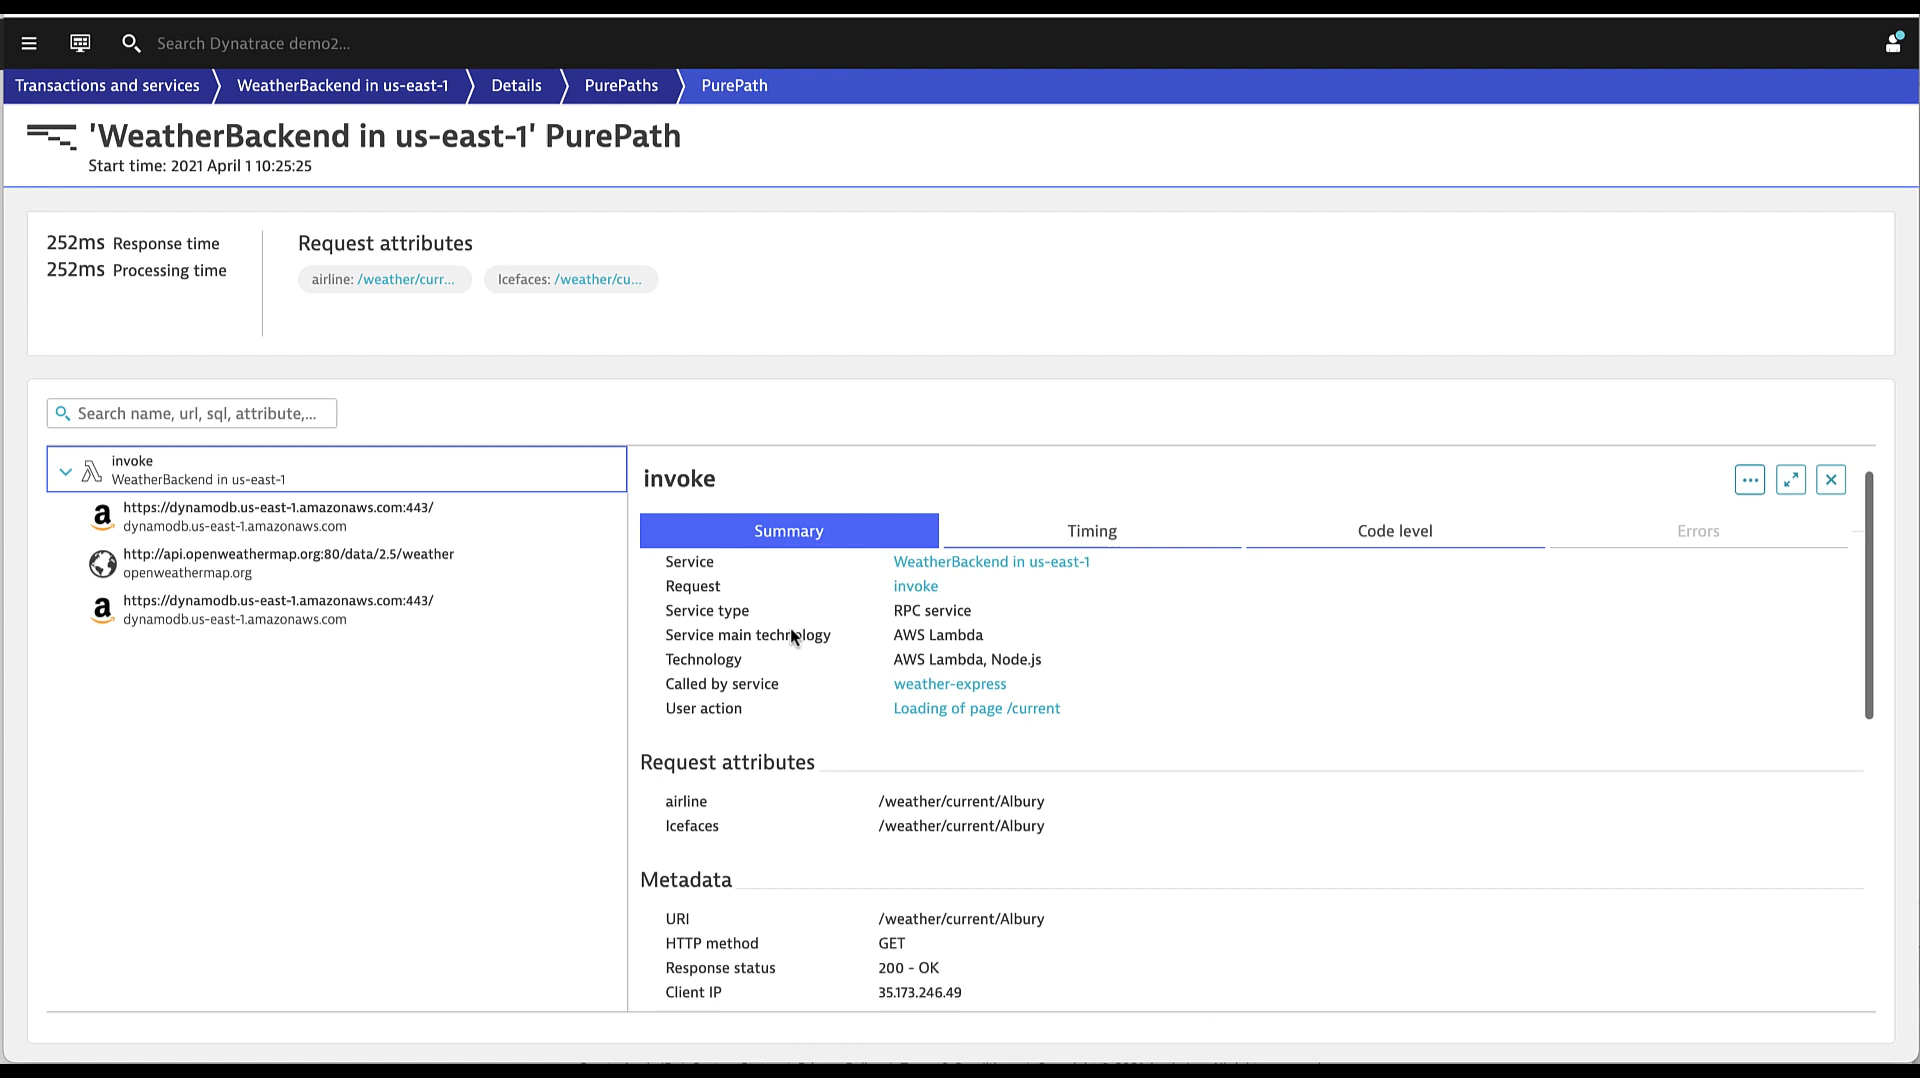 Search Dynatrace demo2...
Transactions and services WeatherBackend in us-east-1 Details PurePaths PurePath
'WeatherBackend in us-east-1' PurePath
Start time: 2021 April 1 10:25:25
252ms Response time
252ms Processing time
Request attributes
airline: /weather/curr... Icefaces: /weather/cu...
Search name, url, sql, attribute,...
invoke
WeatherBackend in us-east-1
https://dynamodb.us-east-1.amazonaws.com:443/
dynamodb.us-east-1.amazonaws.com
http://api.openweathermap.org:80/data/2.5/weather
openweathermap.org
https://dynamodb.us-east-1.amazonaws.com:443/
dynamodb.us-east-1.amazonaws.com
invoke
Summary Timing Code level Errors
Service WeatherBackend in us-east-1
Request invoke
Service type RPC service
Service main technology AWS Lambda
Technology AWS Lambda, Node.js
Called by service weather-express
User action Loading of page /current
Request attributes
airline /weather/current/Albury
Icefaces /weather/current/Albury
Metadata
URI /weather/current/Albury
HTTP method GET
Response status 200 - OK
Client IP 35.173.246.49